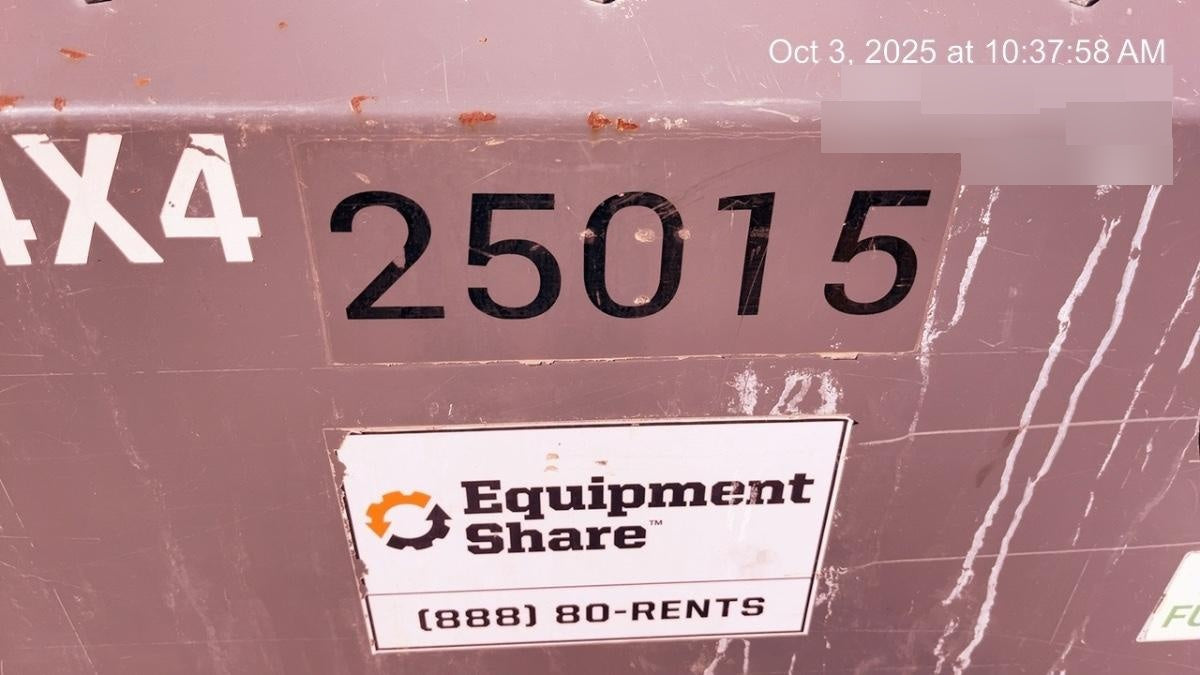 Oct 3, 2025 at 10:37:58 AM
4X4
25015
Equipment
Share™
(888) 80-RENTS